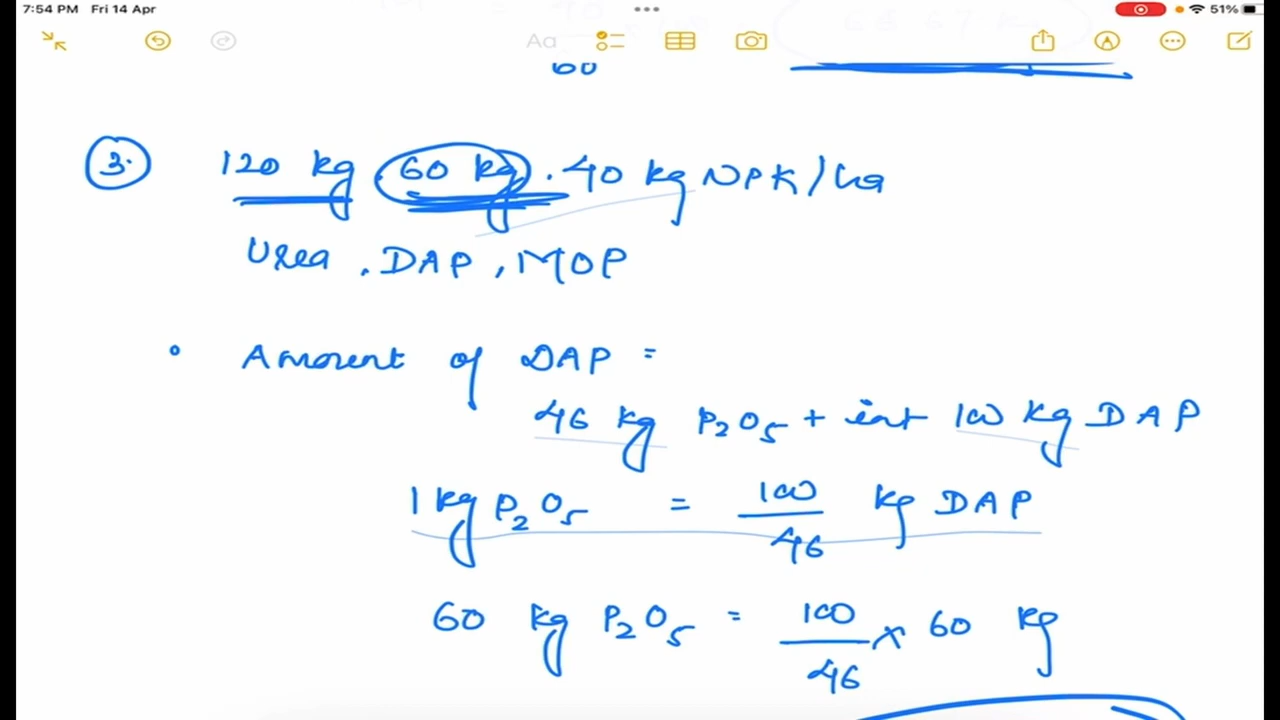 7:54 PM Fri 14 Apr
51%
Aa
60
3. 120 kg . 60 kg . 40 kg NPK/ha
Urea , DAP , MOP
Amount of DAP =
46 kg P2O5 + int 100 kg DAP
1 kg P2O5 = 100/46 kg DAP
60 kg P2O5 = 100/46 x 60 kg